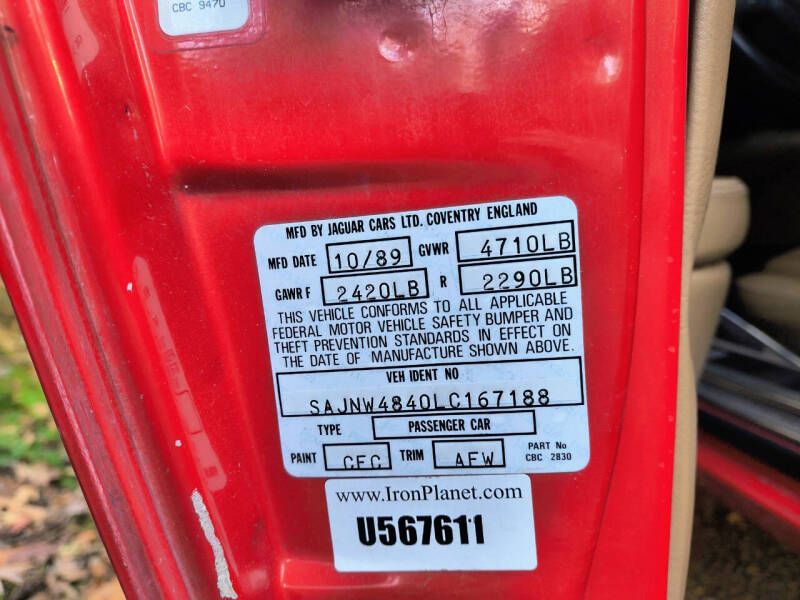 CBC 9470
MFD BY JAGUAR CARS LTD. COVENTRY ENGLAND
MFD DATE 10/89 GVWR 4710LB
GAWR F 2420LB R 2290LB
THIS VEHICLE CONFORMS TO ALL APPLICABLE
FEDERAL MOTOR VEHICLE SAFETY BUMPER AND
THEFT PREVENTION STANDARDS IN EFFECT ON
THE DATE OF MANUFACTURE SHOWN ABOVE.
VEH IDENT NO
SAJNW4840LC167188
TYPE PASSENGER CAR
PAINT CFC TRIM AFW PART No
CBC 2830
www.IronPlanet.com
U567611